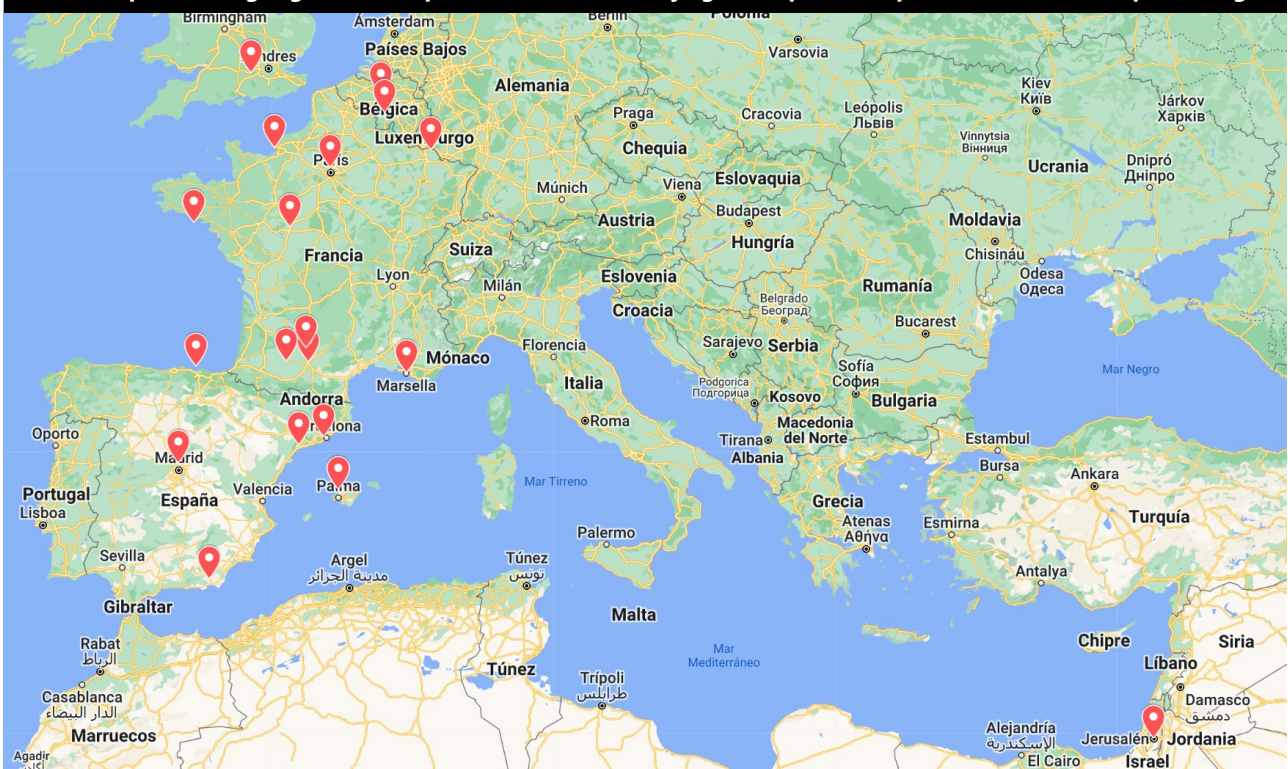 Birmingham
Ámsterdam
Berlín
Polonia
Países Bajos
Varsovia
ndres
Alemania
Kiev
Київ
Bélgica
Praga
Cracovia
Leópolis
Львів
Járkov
Харків
Luxen urgo
Chequia
Vinnytsia
Вінниця
París
Ucrania
Dnipró
Дніпро
Eslovaquia
Múnich
Viena
Austria
Budapest
Moldavia
Hungría
Chisináu
Francia
Suiza
Odesa
Одеса
Lyon
Milán
Eslovenia
Rumanía
Croacia
Belgrado
Београд
Bucarest
Florencia
Sarajevo
Serbia
Mónaco
Sofía
София
Mar Negro
Marsella
Italia
Podgorica
Подгорица
Kosovo
Bulgaria
Andorra
Roma
Macedonia
del Norte
Oporto
lona
Tirana
Albania
Estambul
Madrid
Bursa
Ankara
Portugal
Lisboa
España
Valencia
Palma
Mar Tirreno
Grecia
Turquía
Atenas
Αθήνα
Esmirna
Palermo
Sevilla
Argel
مدينة الجزائر
Túnez
تونس
Antalya
Gibraltar
Malta
Chipre
Siria
Rabat
الرباط
Mar
Mediterráneo
Líbano
Túnez
Trípoli
طرابلس
Casablanca
الدار البيضاء
Damasco
دمشق
Marruecos
Alejandría
الإسكندرية
Jerusalén
Jordania
Agadir
El Cairo
Israel